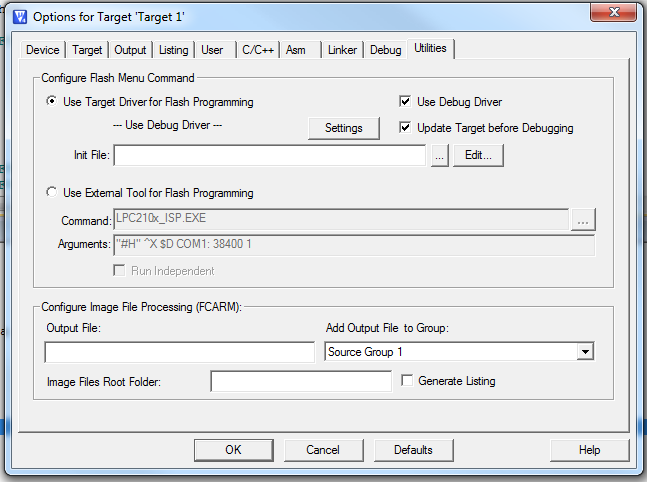 Options for Target 'Target 1'
Device Target Output Listing User C/C++ Asm Linker Debug Utilities
Configure Flash Menu Command
Use Target Driver for Flash Programming Use Debug Driver
--- Use Debug Driver --- Settings Update Target before Debugging
Init File: ... Edit...
Use External Tool for Flash Programming
Command: LPC210x_ISP.EXE ...
Arguments: "#H" ^X $D COM1: 38400 1
Run Independent
Configure Image File Processing (FCARM):
Output File: Add Output File to Group:
Source Group 1
Image Files Root Folder: Generate Listing
OK Cancel Defaults Help